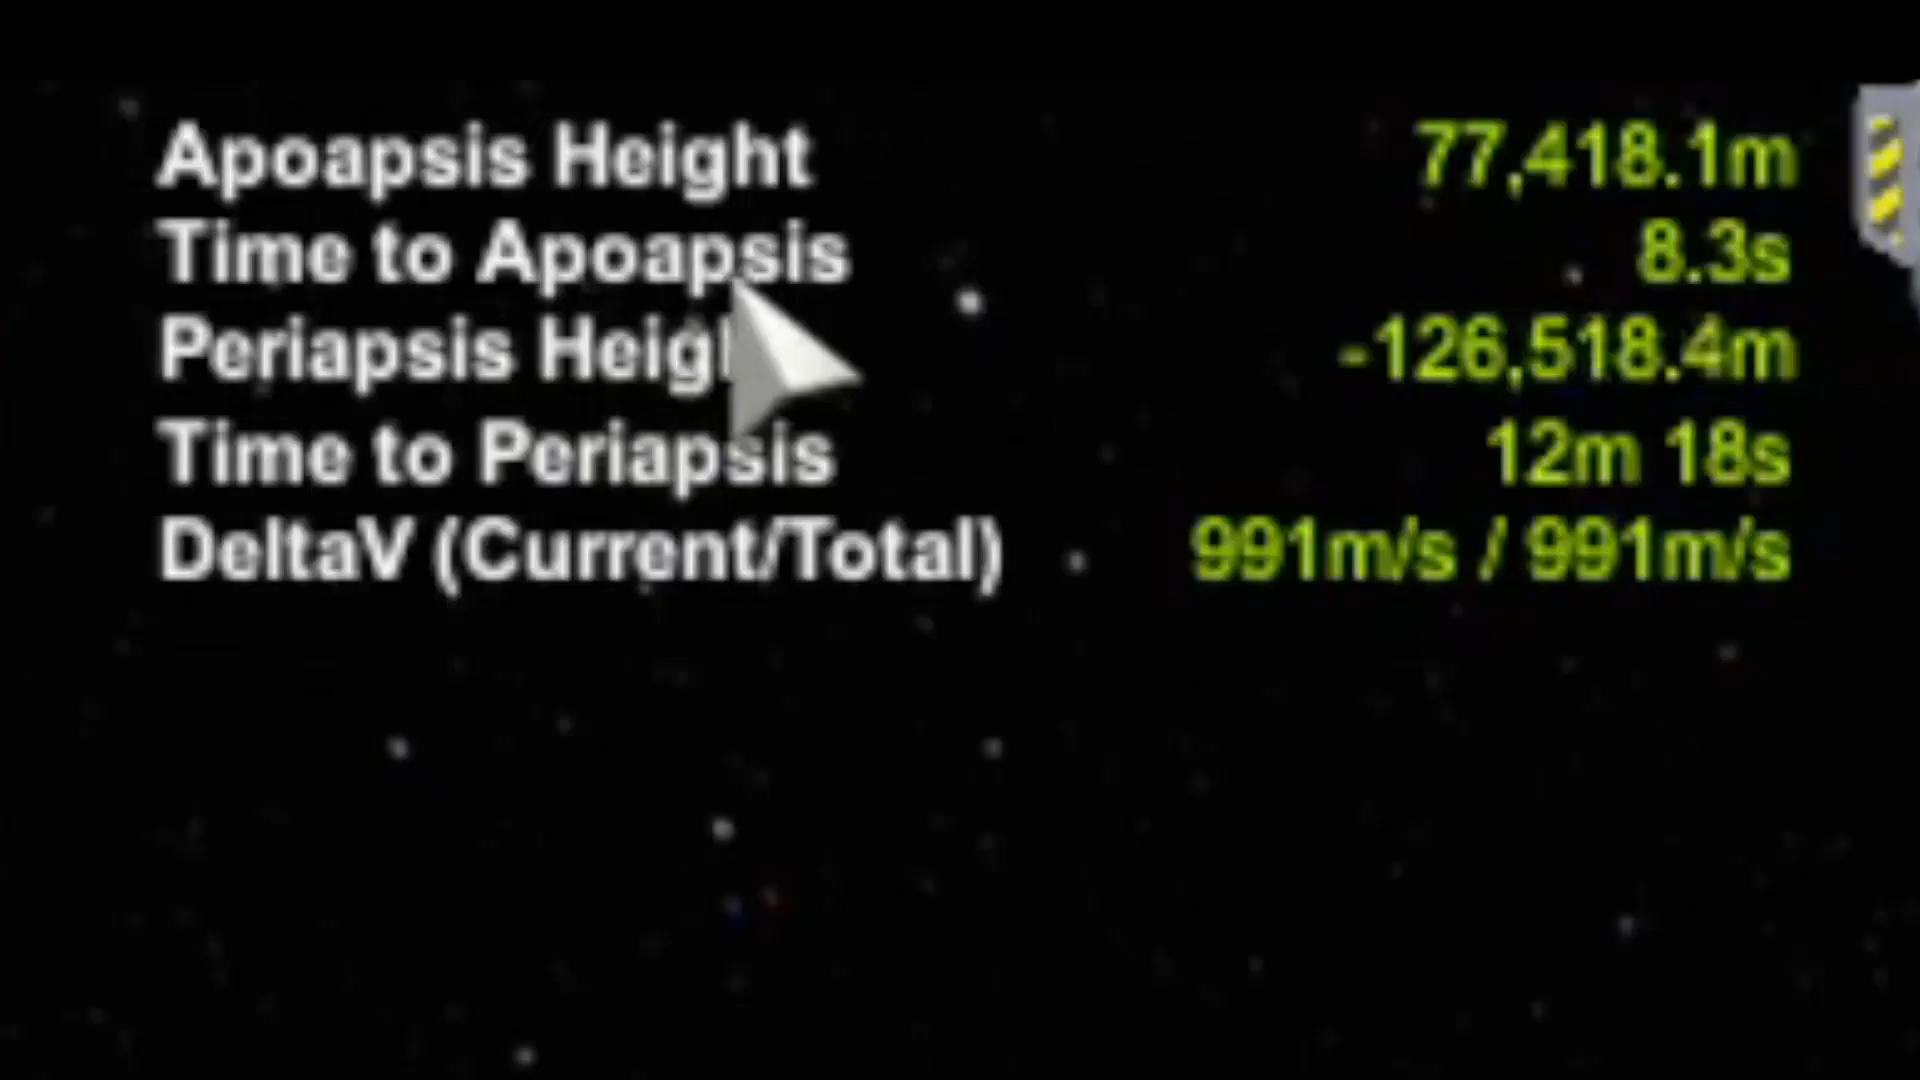 Apoapsis Height 77,418.1m
Time to Apoapsis 8.3s
Periapsis Heigh -126,518.4m
Time to Periapsis 12m 18s
DeltaV (Current/Total) 991m/s / 991m/s